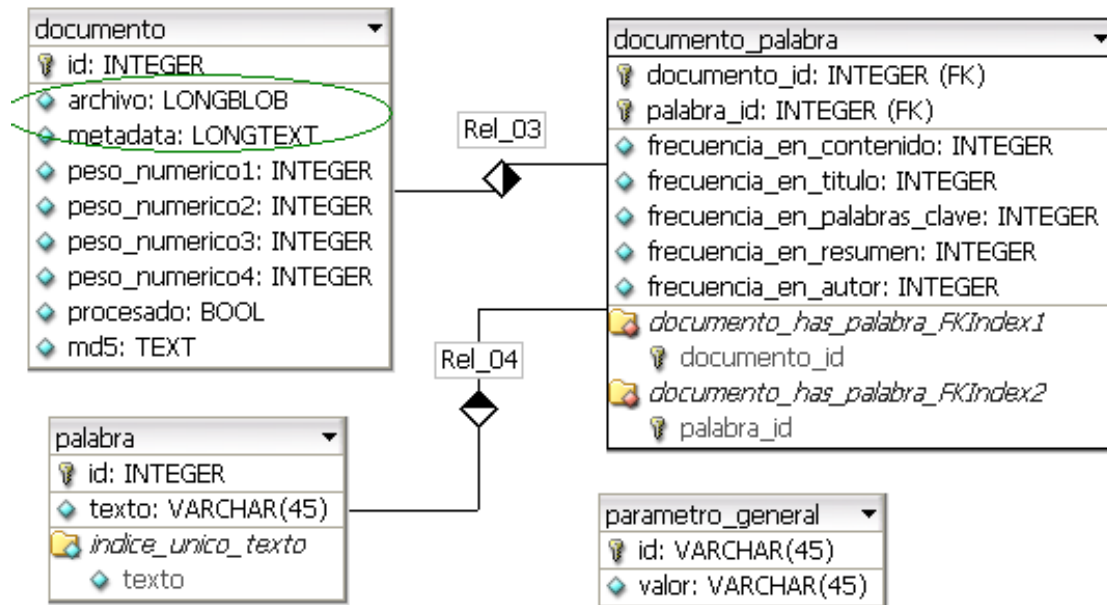 documento
id: INTEGER
archivo: LONGBLOB
metadata: LONGTEXT
peso_numerico1: INTEGER
peso_numerico2: INTEGER
peso_numerico3: INTEGER
peso_numerico4: INTEGER
procesado: BOOL
md5: TEXT
Rel_03
documento_palabra
documento_id: INTEGER (FK)
palabra_id: INTEGER (FK)
frecuencia_en_contenido: INTEGER
frecuencia_en_titulo: INTEGER
frecuencia_en_palabras_clave: INTEGER
frecuencia_en_resumen: INTEGER
frecuencia_en_autor: INTEGER
documento_has_palabra_FKIndex1
documento_id
documento_has_palabra_FKIndex2
palabra_id
Rel_04
palabra
id: INTEGER
texto: VARCHAR(45)
indice_unico_texto
texto
parametro_general
id: VARCHAR(45)
valor: VARCHAR(45)